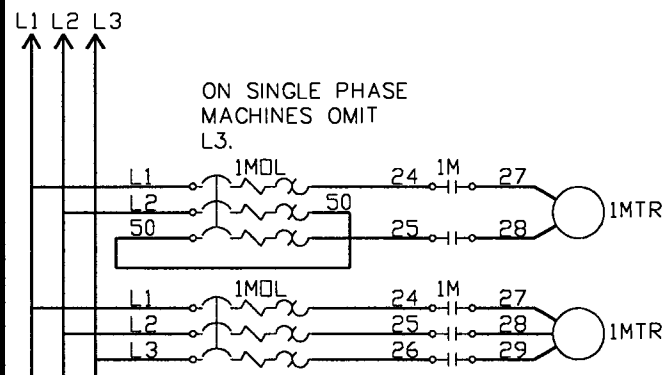 L1 L2 L3
ON SINGLE PHASE
MACHINES OMIT
L3.
L1 1MOL 24 1M 27
L2 50
50 25 28
1MTR
L1 1MOL 24 1M 27
L2 25 28
L3 26 29
1MTR